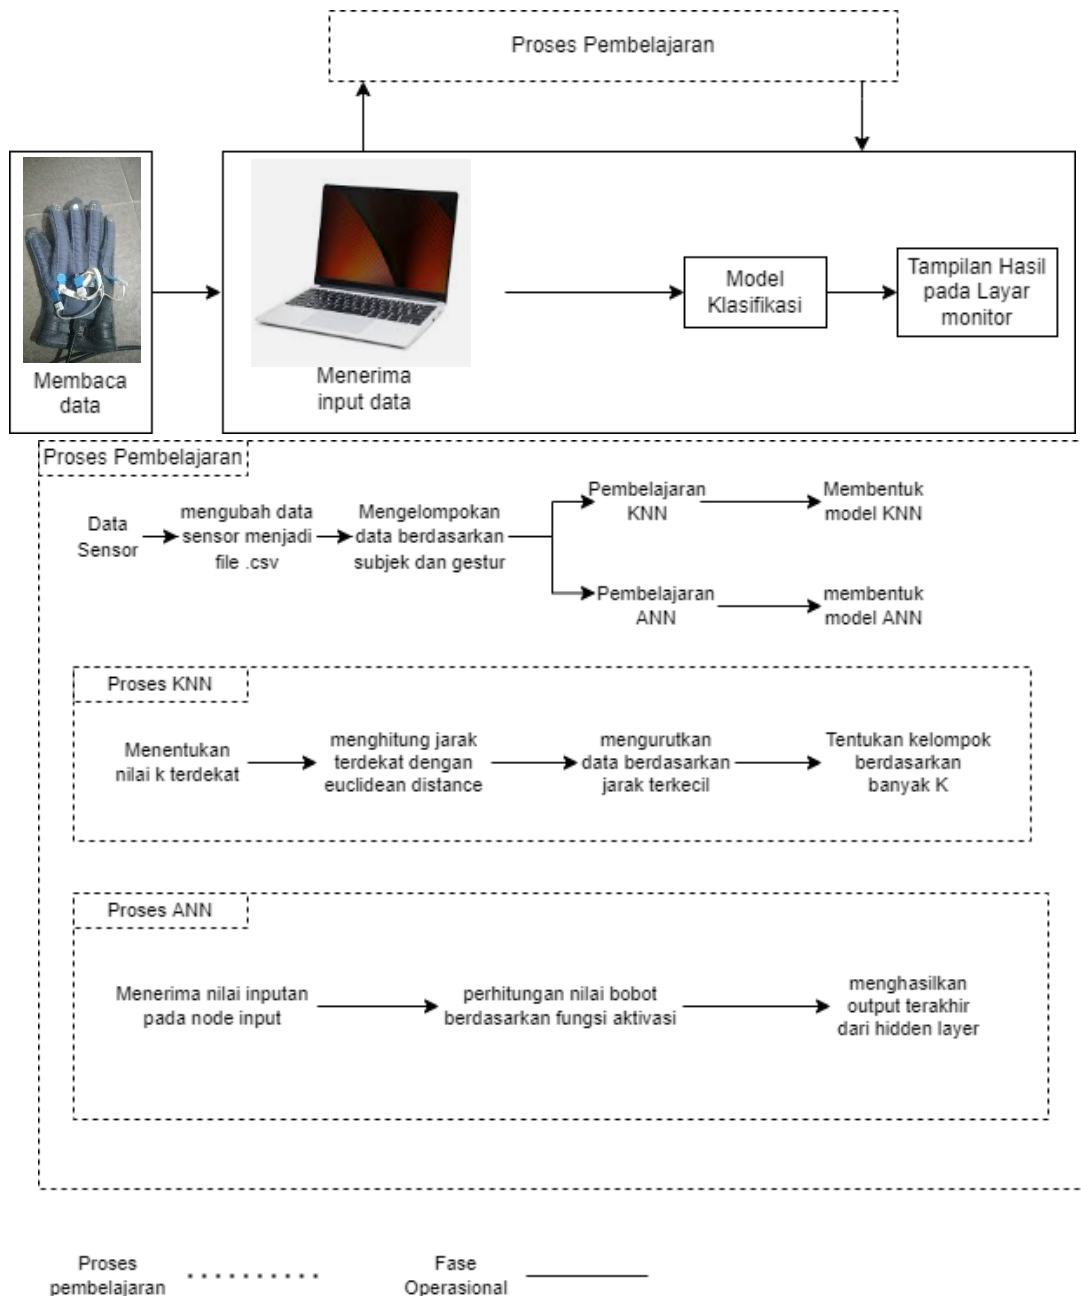 Proses Pembelajaran
Membaca
data
Menerima
input data
Model
Klasifikasi
Tampilan Hasil
pada Layar
monitor
Proses Pembelajaran
Data
Sensor
mengubah data
sensor menjadi
file .csv
Mengelompokan
data berdasarkan
subjek dan gestur
Pembelajaran
KNN
Membentuk
model KNN
Pembelajaran
ANN
membentuk
model ANN
Proses KNN
Menentukan
nilai k terdekat
menghitung jarak
terdekat dengan
euclidean distance
mengurutkan
data berdasarkan
jarak terkecil
Tentukan kelompok
berdasarkan
banyak K
Proses ANN
Menerima nilai inputan
pada node input
perhitungan nilai bobot
berdasarkan fungsi aktivasi
menghasilkan
output terakhir
dari hidden layer
Proses
pembelajaran
Fase
Operasional